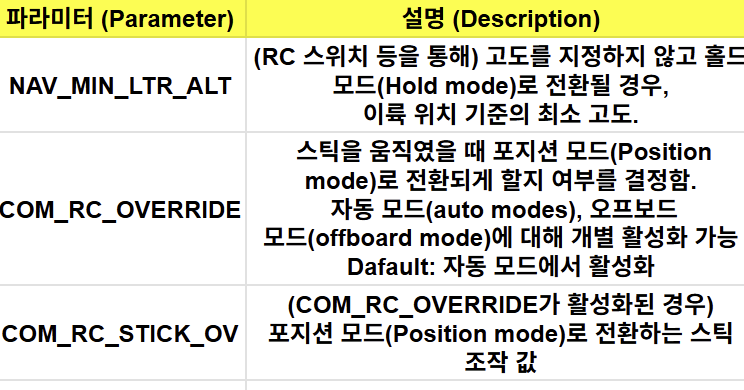 파라미터 (Parameter) 설명 (Description)
NAV_MIN_LTR_ALT
(RC 스위치 등을 통해) 고도를 지정하지 않고 홀드
모드(Hold mode)로 전환될 경우,
이륙 위치 기준의 최소 고도.
COM_RC_OVERRIDE
스틱을 움직였을 때 포지션 모드(Position
mode)로 전환되게 할지 여부를 결정함.
자동 모드(auto modes), 오프보드
모드(offboard mode)에 대해 개별 활성화 가능
Dafault: 자동 모드에서 활성화
COM_RC_STICK_OV
(COM_RC_OVERRIDE가 활성화된 경우)
포지션 모드(Position mode)로 전환하는 스틱
조작 값